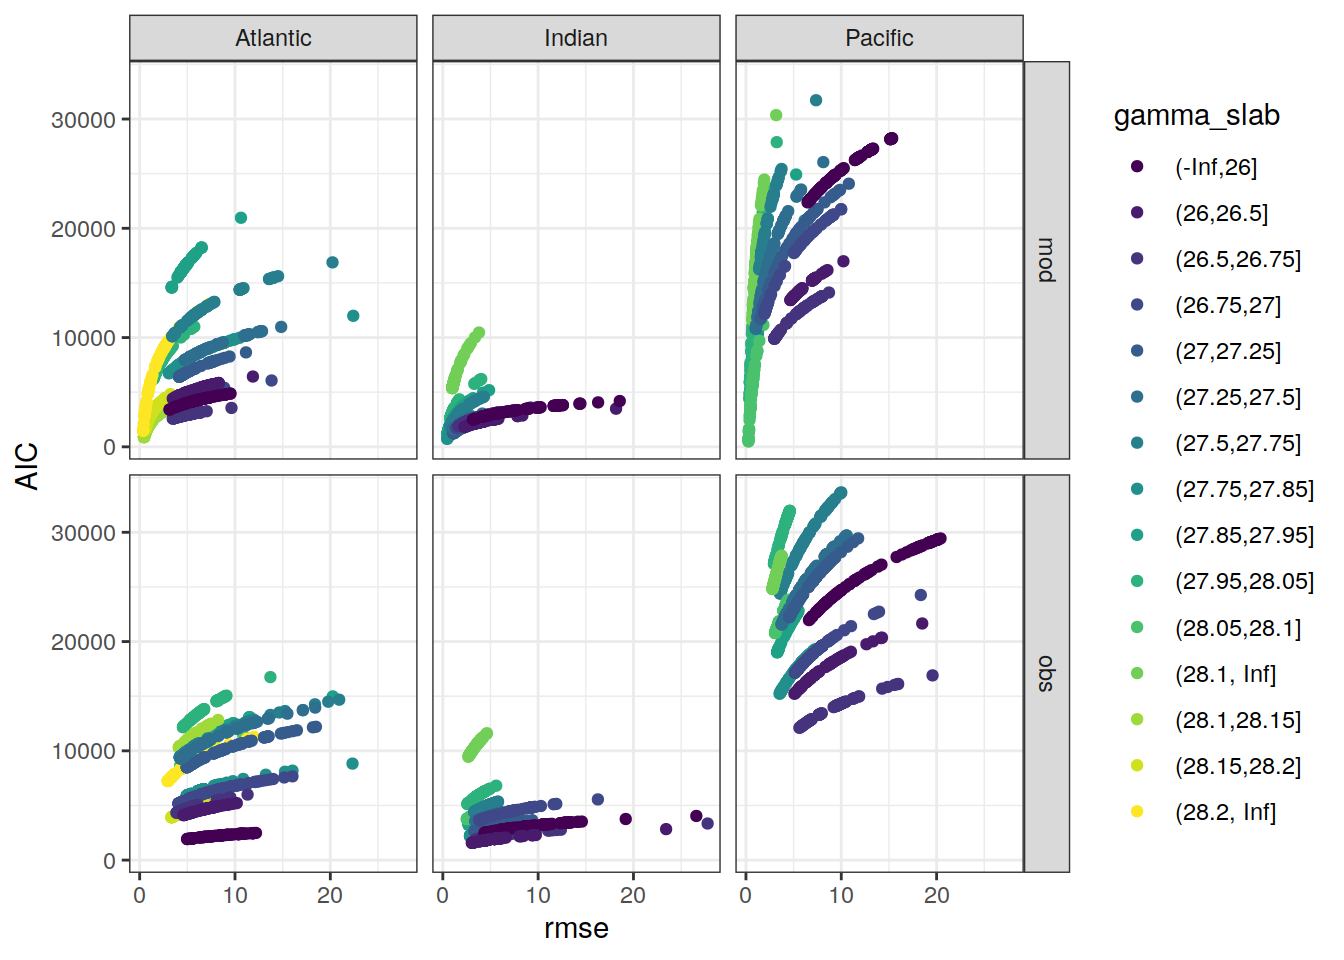 Atlantic
Indian
Pacific
30000
20000
10000
0
mod
AIC
30000
20000
10000
0
obs
0 10 20
0 10 20
0 10 20
rmse
gamma_slab
(-Inf,26]
(26,26.5]
(26.5,26.75]
(26.75,27]
(27,27.25]
(27.25,27.5]
(27.5,27.75]
(27.75,27.85]
(27.85,27.95]
(27.95,28.05]
(28.05,28.1]
(28.1, Inf]
(28.1,28.15]
(28.15,28.2]
(28.2, Inf]